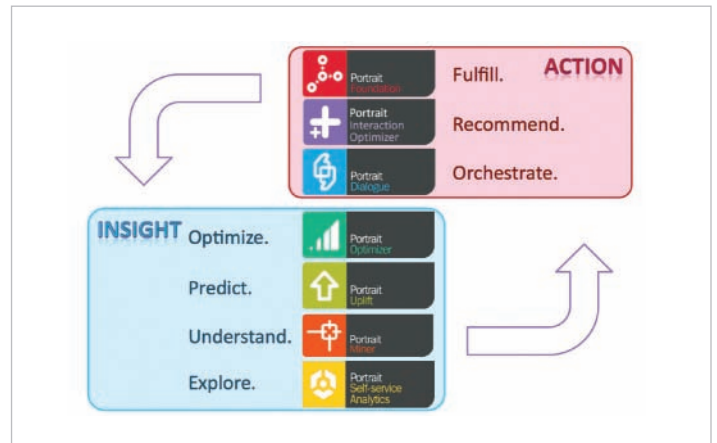 Portrait
Foundation
Fulfill.
ACTION
Portrait
Interaction
Optimizer
Recommend.
Portrait
Dialogue
Orchestrate.
INSIGHT
Optimize.
Portrait
Optimizer
Predict.
Portrait
Uplift
Understand.
Portrait
Miner
Explore.
Portrait
Self-service
Analytics